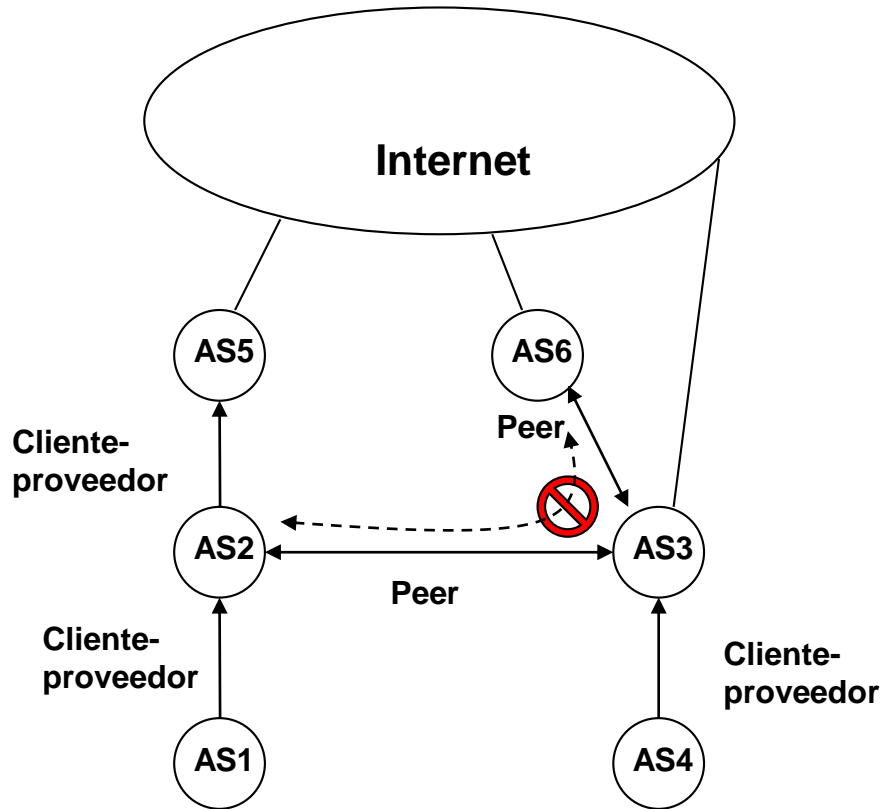 Internet
AS5
AS6
Peer
Cliente-
proveedor
AS2
AS3
Peer
Cliente-
proveedor
Cliente-
proveedor
AS1
AS4